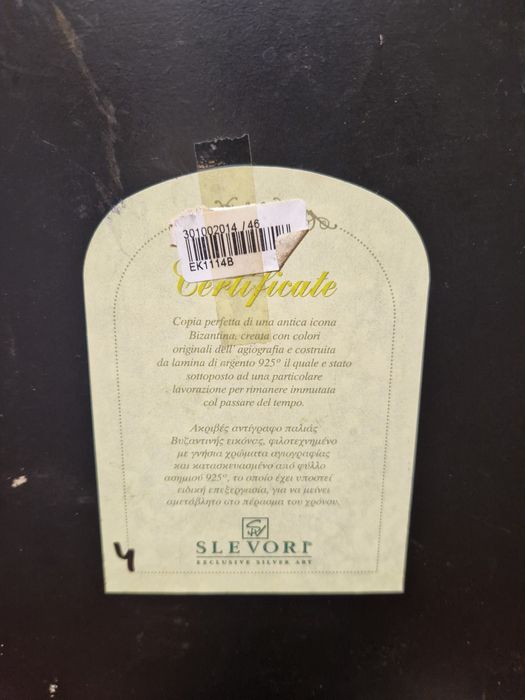 301002014 / 46
EK1114B
Certificate
Copia perfetta di una antica icona
Bizantina, creata con colori
originali dell' agiografia e costruita
da lamina di argento 925° il quale e stato
sottoposto ad una particolare
lavorazione per rimanere immutata
col passare del tempo.
Ακριβές αντίγραφο παλιάς
Βυζαντινής εικόνας, φιλοτεχνημένο
με γνήσια χρώματα αγιογραφίας
και κατασκευασμένο από φύλλο
ασημιού 925°, το οποίο έχει υποστεί
ειδική επεξεργασία, για να μείνει
αμετάβλητο στο πέρασμα του χρόνου.
SR
SLEVORI®
EXCLUSIVE SILVER ART
4